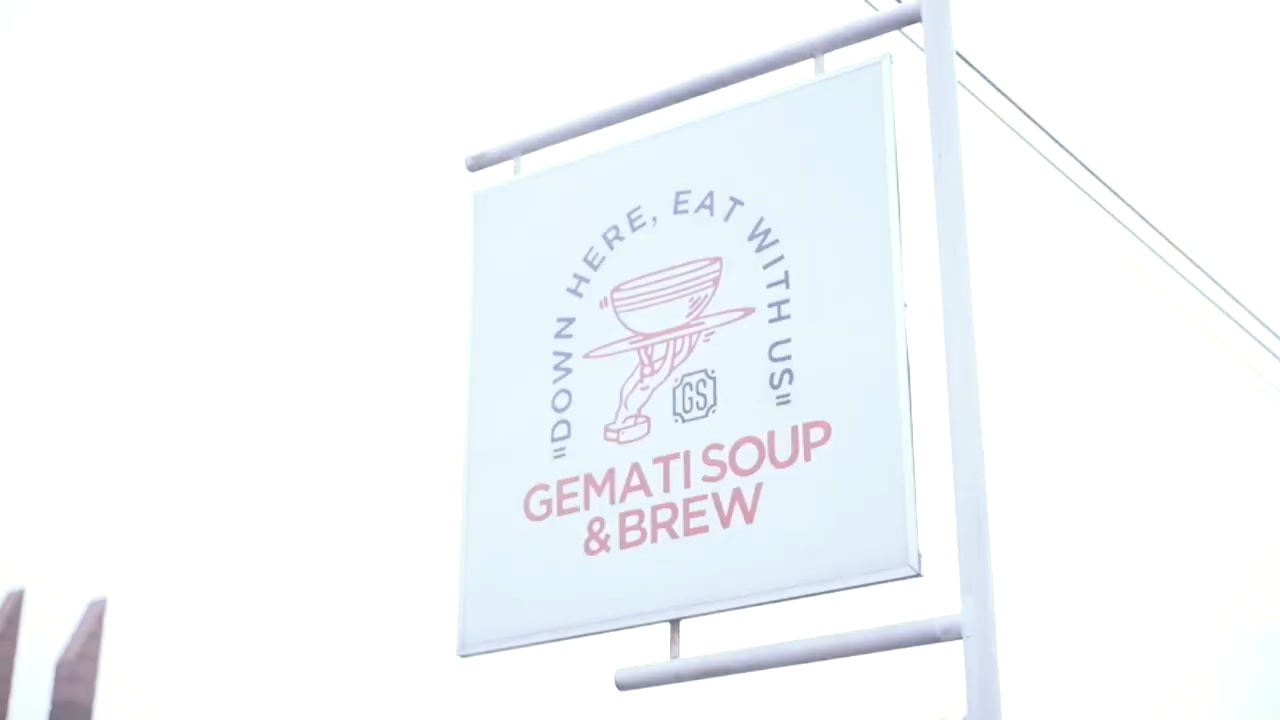 "DOWN HERE, EAT WITH US"
GS
GEMATI SOUP
& BREW